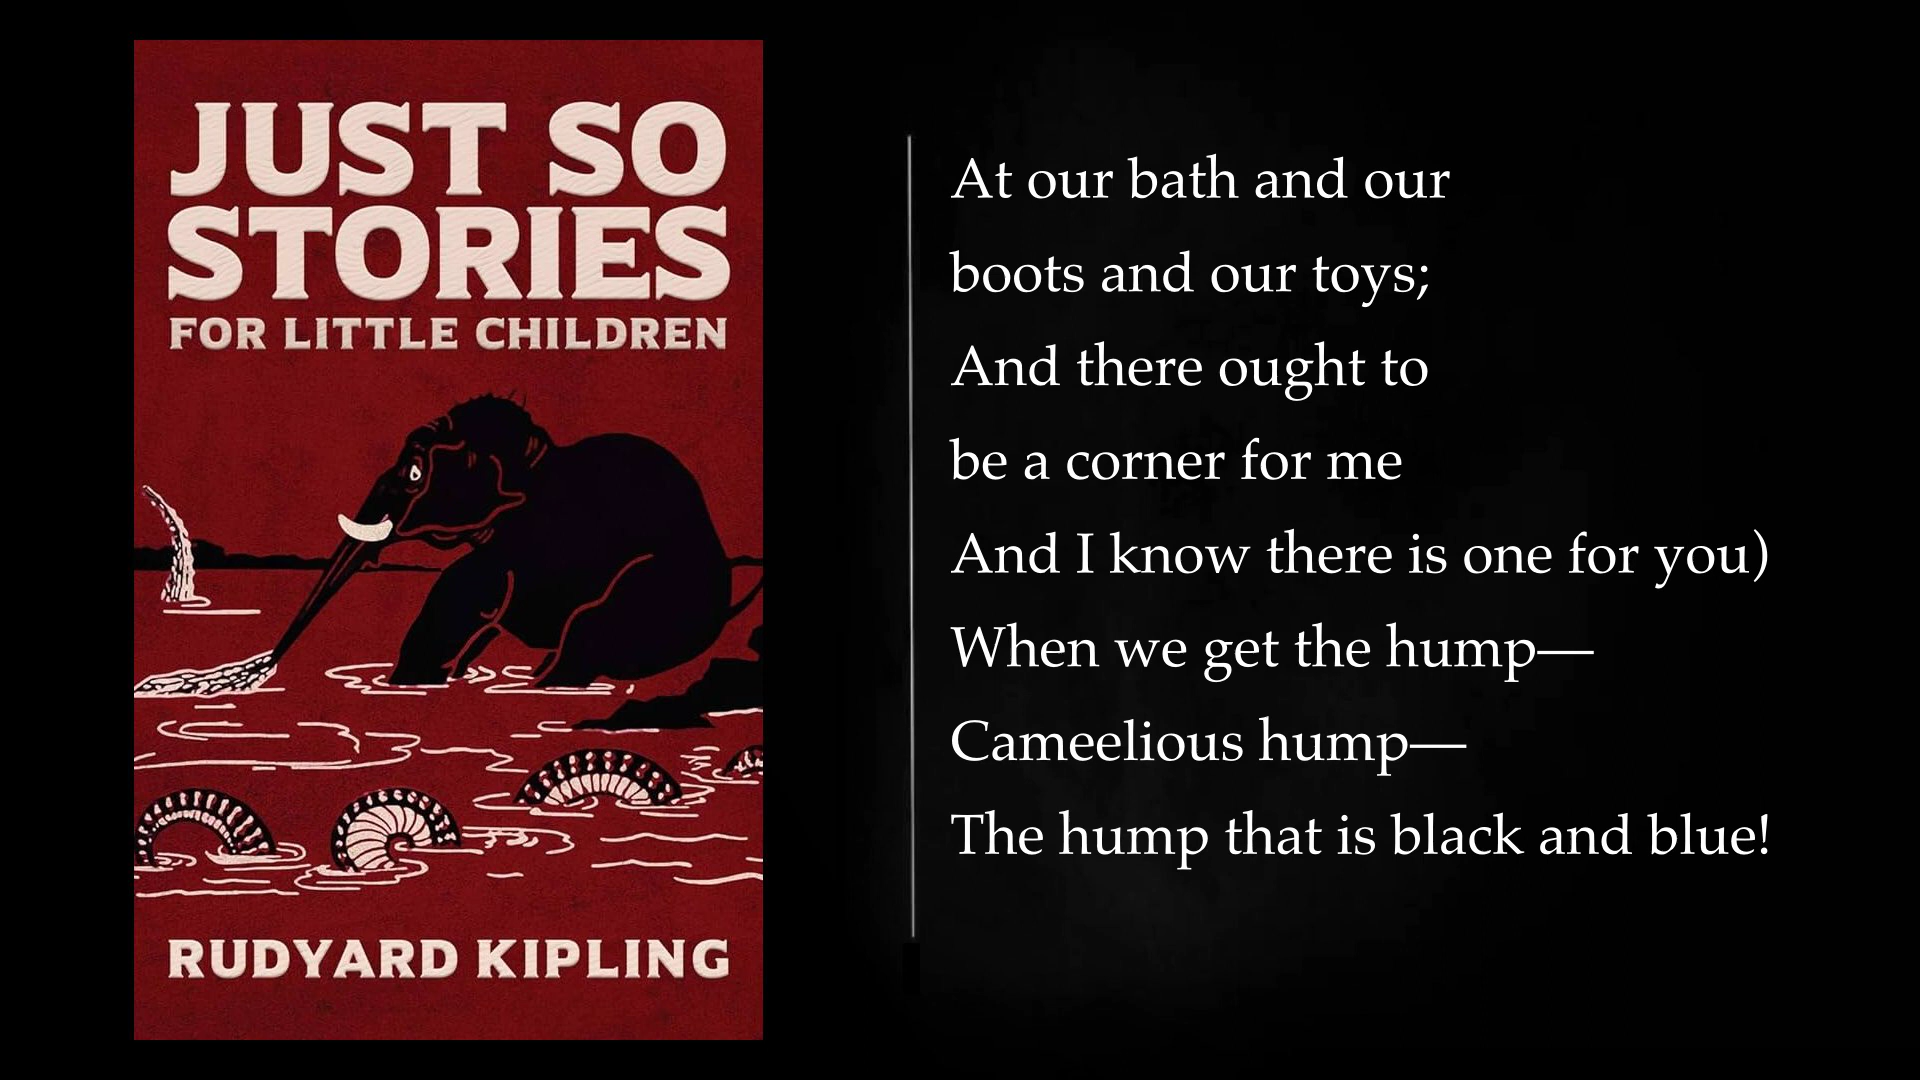 JUST SO
STORIES
FOR LITTLE CHILDREN
RUDYARD KIPLING
At our bath and our
boots and our toys;
And there ought to
be a corner for me
And I know there is one for you)
When we get the hump—
Cameelious hump—
The hump that is black and blue!